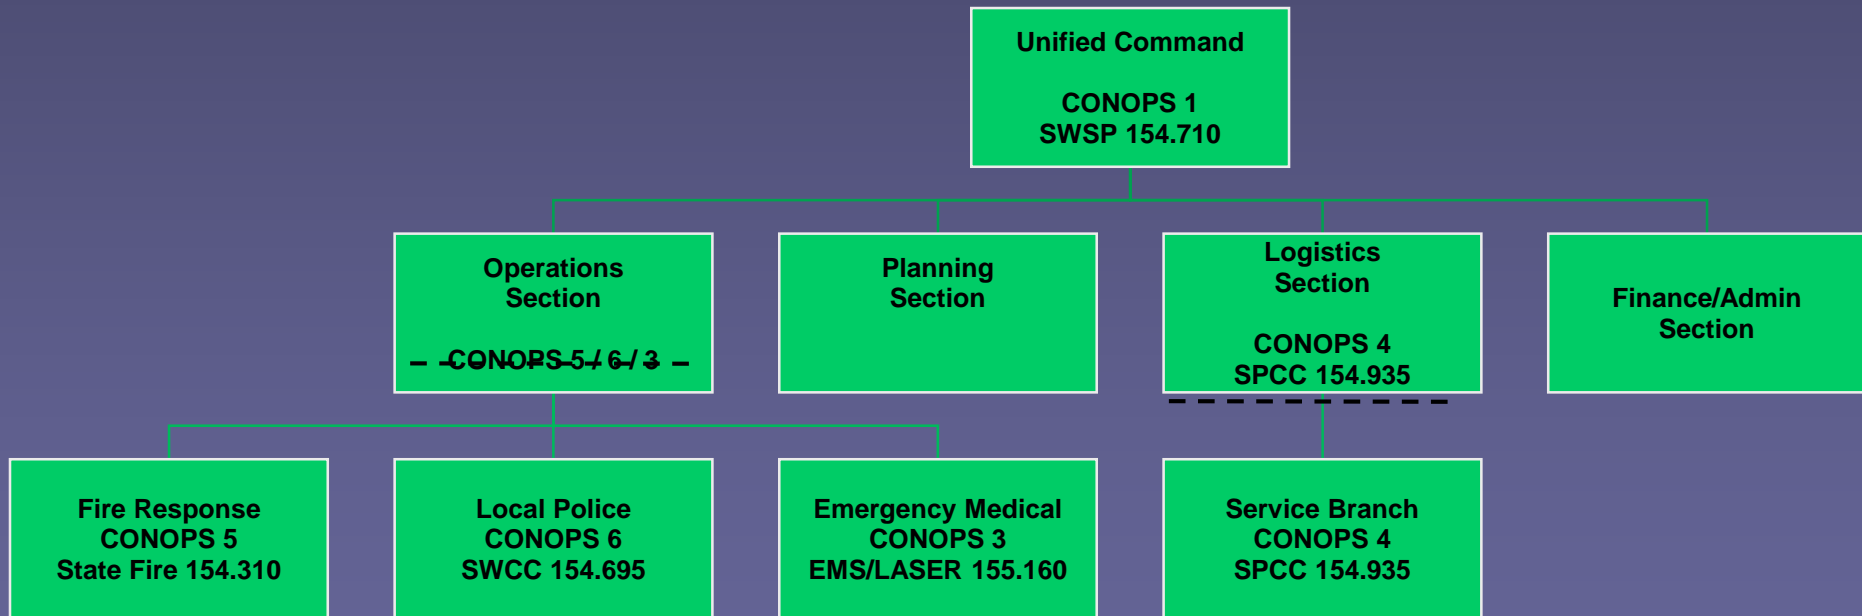 Unified Command
CONOPS 1
SWSP 154.710
Operations
Section
CONOPS 5 / 6 / 3
Planning
Section
Logistics
Section
CONOPS 4
SPCC 154.935
Finance/Admin
Section
Fire Response
CONOPS 5
State Fire 154.310
Local Police
CONOPS 6
SWCC 154.695
Emergency Medical
CONOPS 3
EMS/LASER 155.160
Service Branch
CONOPS 4
SPCC 154.935